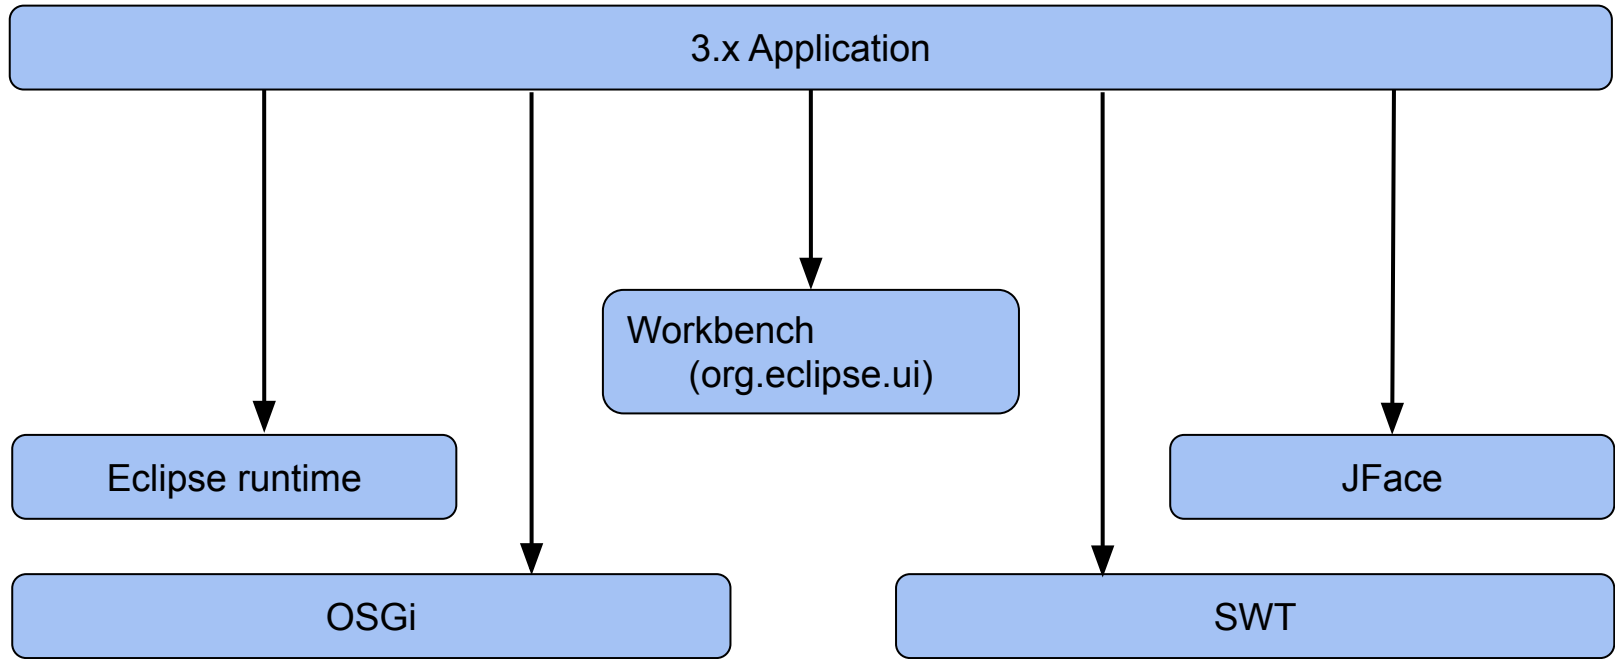 3.x Application
Workbench
(org.eclipse.ui)
Eclipse runtime
JFace
OSGi
SWT